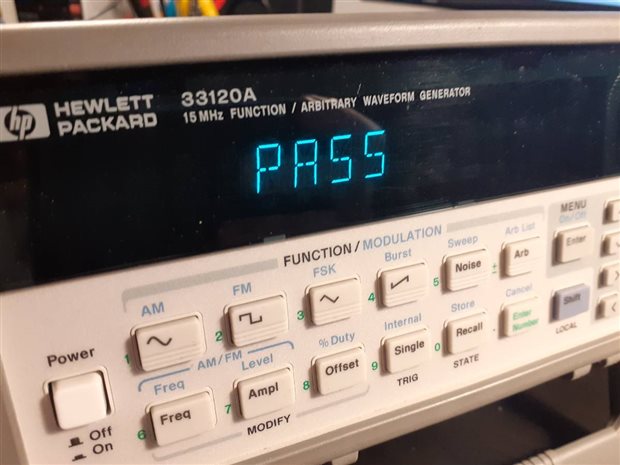 hp HEWLETT PACKARD
33120A
15 MHz FUNCTION / ARBITRARY WAVEFORM GENERATOR
PASS
FUNCTION / MODULATION
MENU
On/Off
Enter
AM
FM
FSK
Burst
Sweep
Arb List
1
2
3
4
5 Noise
± Arb
AM/FM
Freq
Level
% Duty
Internal
Store
Cancel
6 Freq
7 Ampl
8 Offset
9 Single
0 Recall
. Enter Number
Shift
MODIFY
TRIG
STATE
LOCAL
Power
Off
On